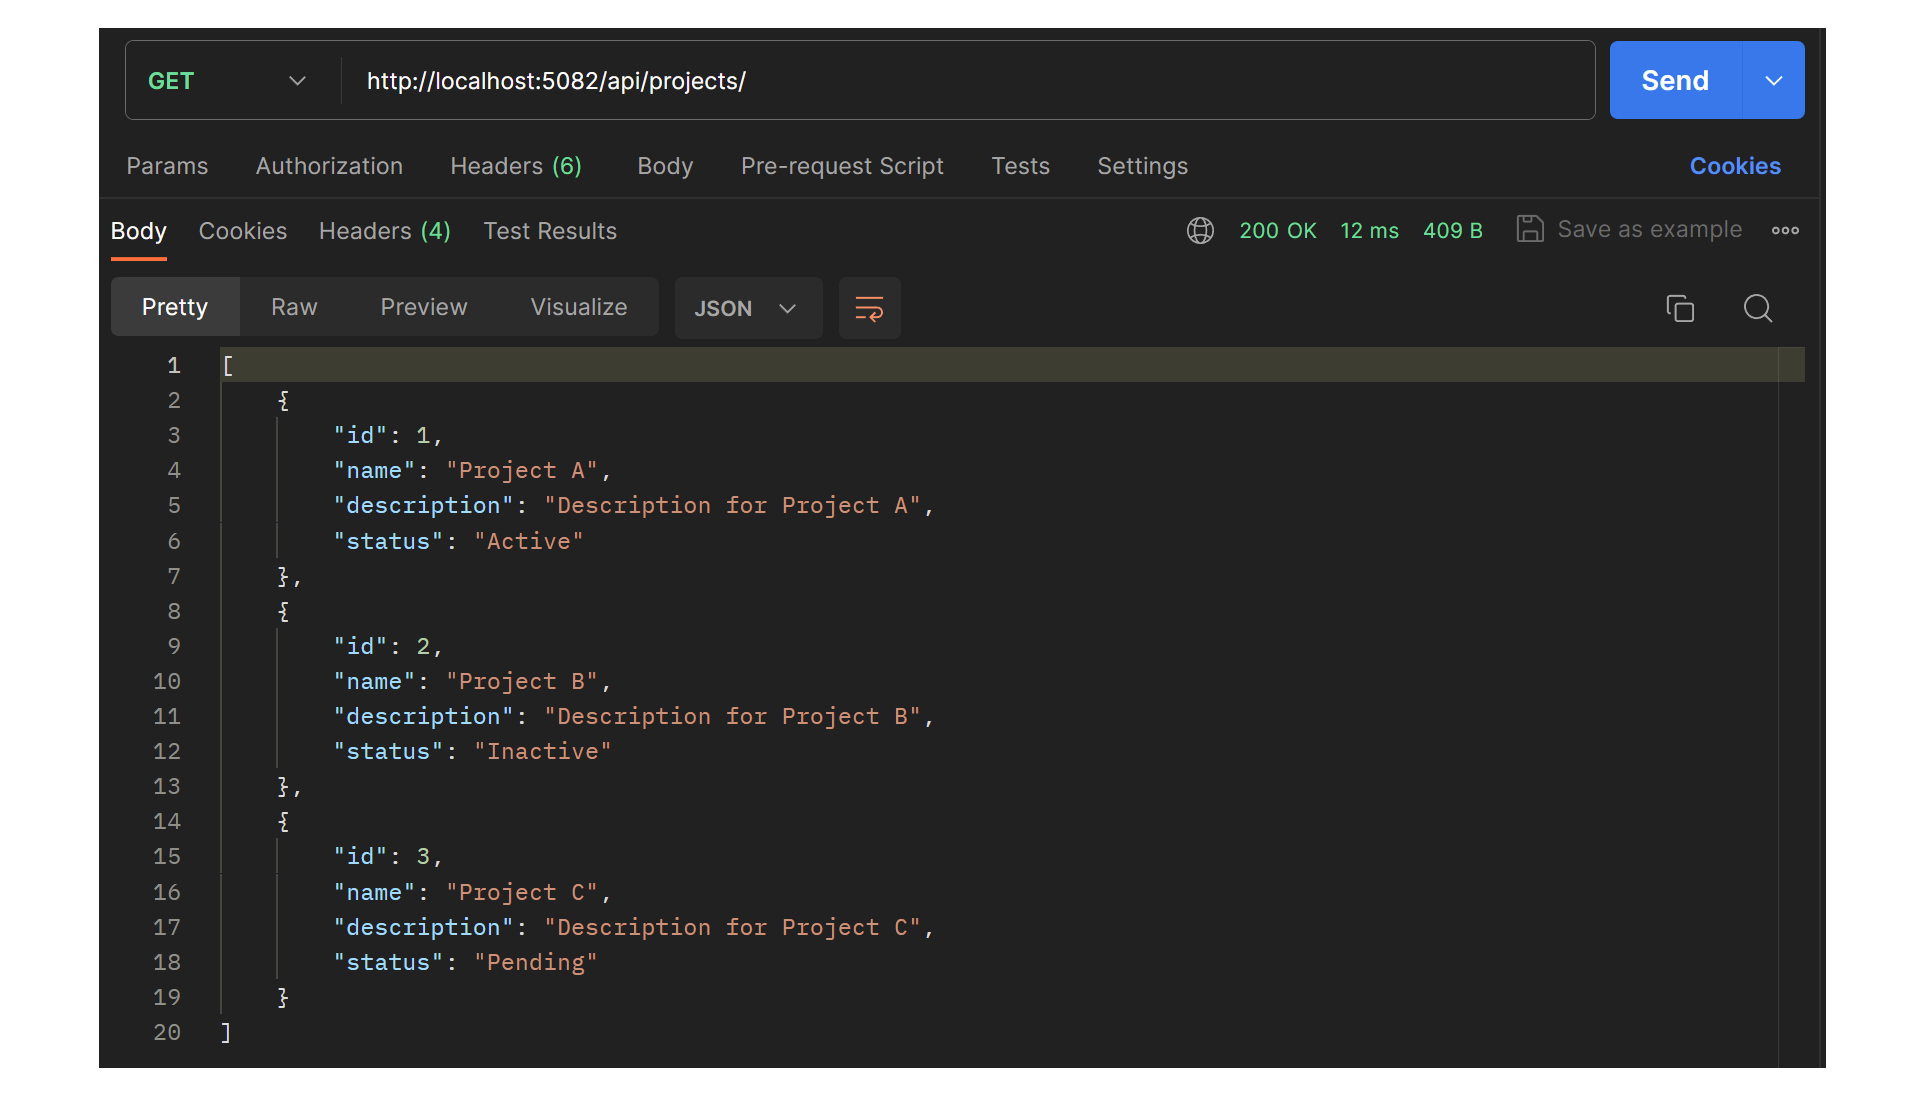 GET http://localhost:5082/api/projects/ Send
Params Authorization Headers (6) Body Pre-request Script Tests Settings Cookies
Body Cookies Headers (4) Test Results 200 OK 12 ms 409 B Save as example
Pretty Raw Preview Visualize JSON
1 [
2 {
3 "id": 1,
4 "name": "Project A",
5 "description": "Description for Project A",
6 "status": "Active"
7 },
8 {
9 "id": 2,
10 "name": "Project B",
11 "description": "Description for Project B",
12 "status": "Inactive"
13 },
14 {
15 "id": 3,
16 "name": "Project C",
17 "description": "Description for Project C",
18 "status": "Pending"
19 }
20 ]